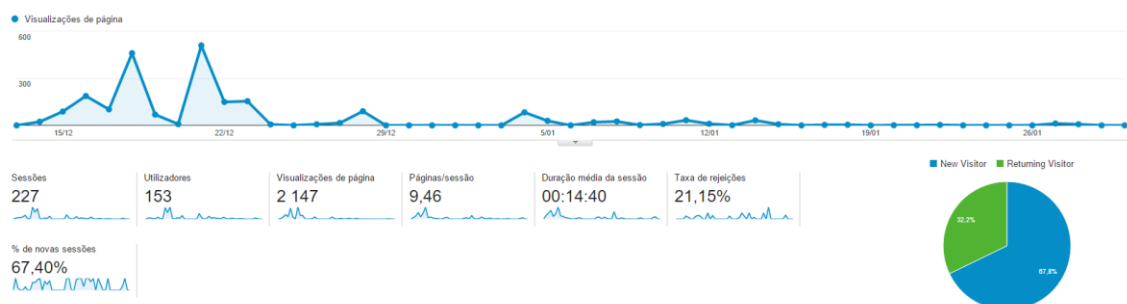 Visualizações de página
600
300
15/12
22/12
29/12
5/01
12/01
19/01
26/01
Sessões
227
Utilizadores
153
Visualizações de página
2 147
Páginas/sessão
9,46
Duração média da sessão
00:14:40
Taxa de rejeições
21,15%
% de novas sessões
67,40%
New Visitor
Returning Visitor
32,2%
67,8%